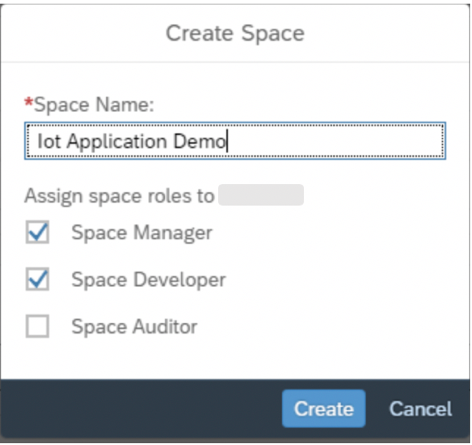 Create Space
*Space Name:
Iot Application Demo
Assign space roles to
Space Manager
Space Developer
Space Auditor
Create Cancel